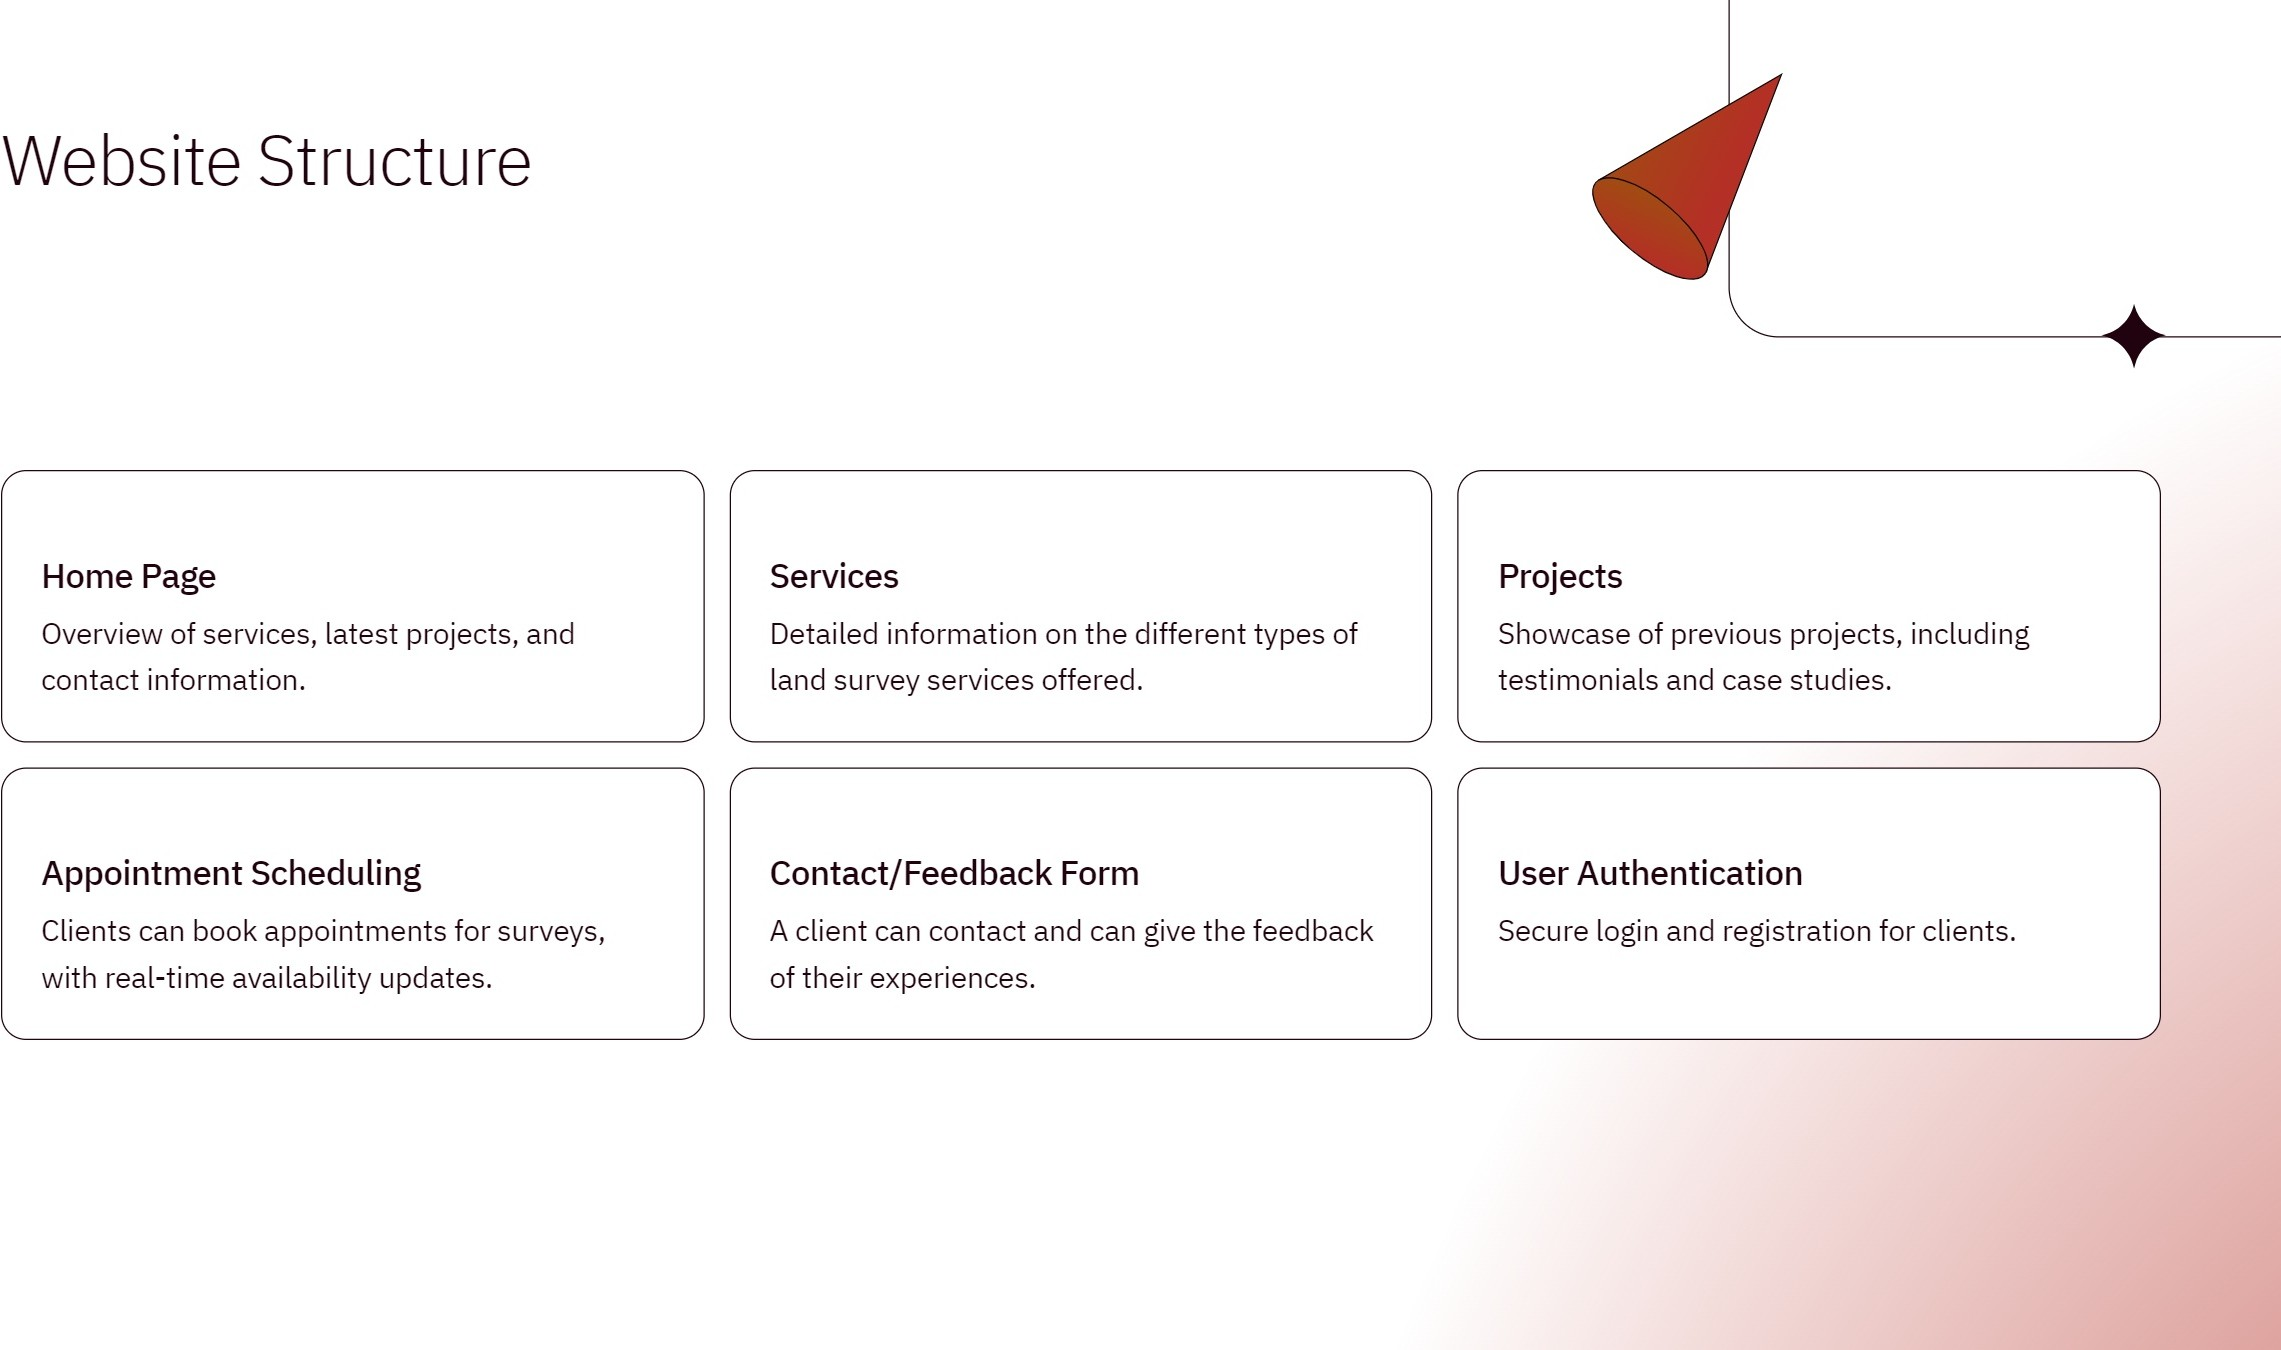 Website Structure
Home Page
Overview of services, latest projects, and
contact information.
Services
Detailed information on the different types of
land survey services offered.
Projects
Showcase of previous projects, including
testimonials and case studies.
Appointment Scheduling
Clients can book appointments for surveys,
with real-time availability updates.
Contact/Feedback Form
A client can contact and can give the feedback
of their experiences.
User Authentication
Secure login and registration for clients.